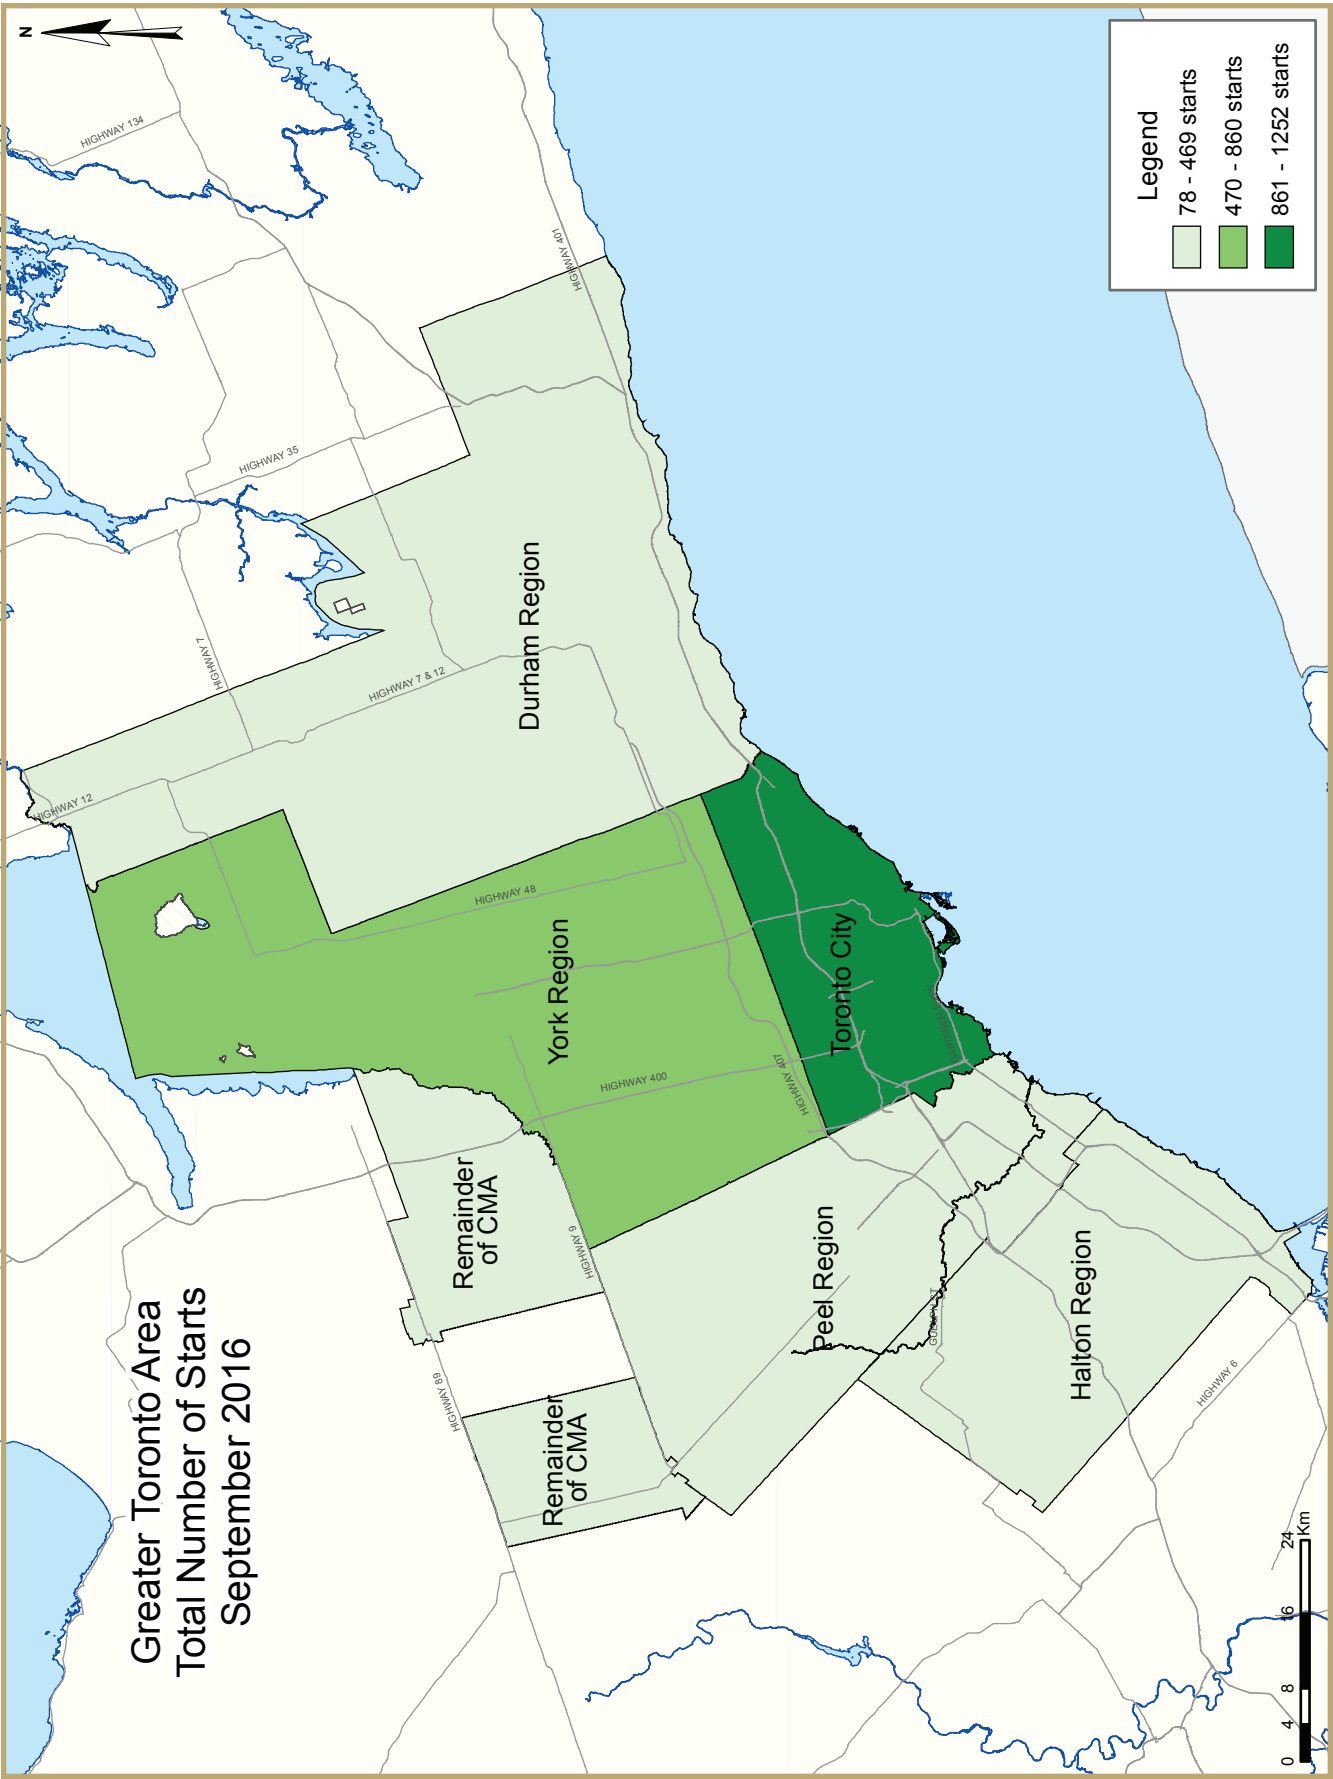 Greater Toronto Area
Total Number of Starts
September 2016
N
HIGHWAY 134
HIGHWAY 401
HIGHWAY 35
HIGHWAY 7
HIGHWAY 7 & 12
HIGHWAY 12
Durham Region
HIGHWAY 48
York Region
HIGHWAY 400
HIGHWAY 407
Toronto City
Remainder
of CMA
HIGHWAY 9
HIGHWAY 89
Remainder
of CMA
Peel Region
Halton Region
HIGHWAY 6
Legend
78 - 469 starts
470 - 860 starts
861 - 1252 starts
0 4 8 16 24
Km